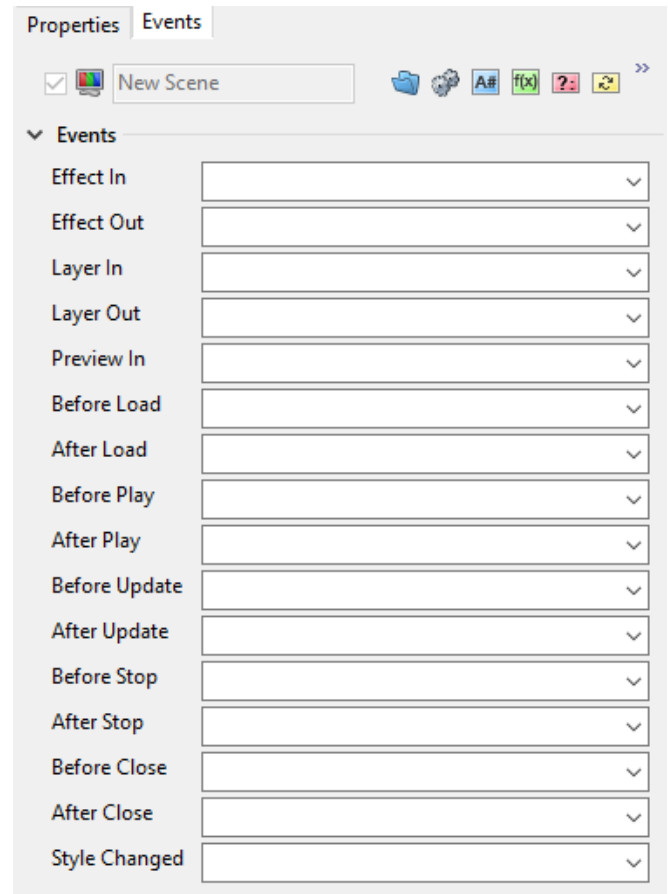 Properties Events
New Scene A# f(x) ?: »
Events
Effect In
Effect Out
Layer In
Layer Out
Preview In
Before Load
After Load
Before Play
After Play
Before Update
After Update
Before Stop
After Stop
Before Close
After Close
Style Changed